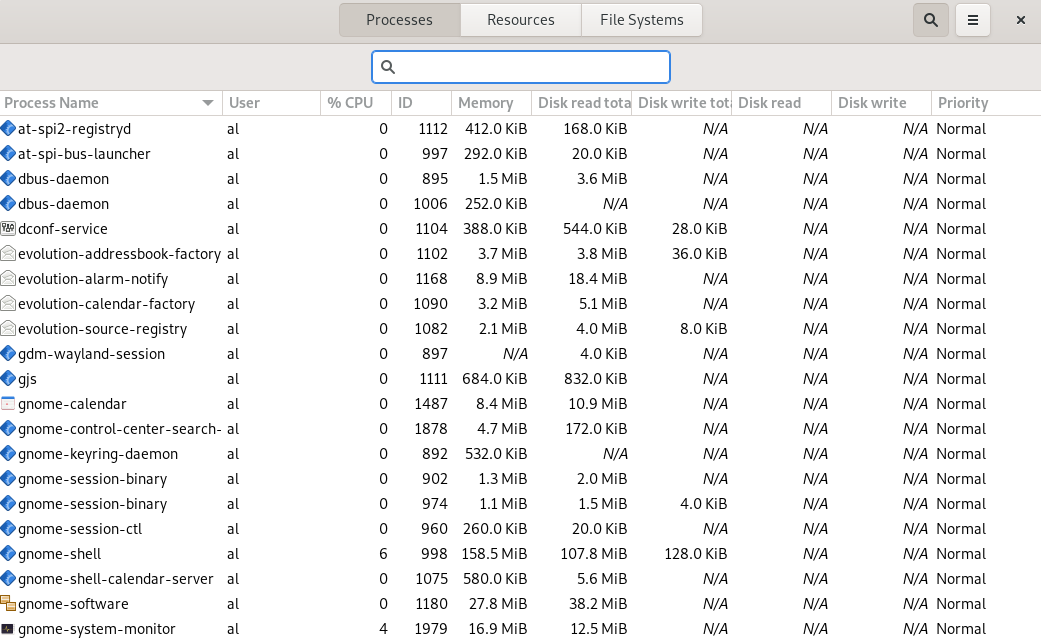 Processes Resources File Systems
Process Name User % CPU ID Memory Disk read tota Disk write tot Disk read Disk write Priority
at-spi2-registryd al 0 1112 412.0 KiB 168.0 KiB N/A N/A N/A Normal
at-spi-bus-launcher al 0 997 292.0 KiB 20.0 KiB N/A N/A N/A Normal
dbus-daemon al 0 895 1.5 MiB 3.6 MiB N/A N/A N/A Normal
dbus-daemon al 0 1006 252.0 KiB N/A N/A N/A N/A Normal
dconf-service al 0 1104 388.0 KiB 544.0 KiB 28.0 KiB N/A N/A Normal
evolution-addressbook-factory al 0 1102 3.7 MiB 3.8 MiB 36.0 KiB N/A N/A Normal
evolution-alarm-notify al 0 1168 8.9 MiB 18.4 MiB N/A N/A N/A Normal
evolution-calendar-factory al 0 1090 3.2 MiB 5.1 MiB N/A N/A N/A Normal
evolution-source-registry al 0 1082 2.1 MiB 4.0 MiB 8.0 KiB N/A N/A Normal
gdm-wayland-session al 0 897 N/A 4.0 KiB N/A N/A N/A Normal
gjs al 0 1111 684.0 KiB 832.0 KiB N/A N/A N/A Normal
gnome-calendar al 0 1487 8.4 MiB 10.9 MiB N/A N/A N/A Normal
gnome-control-center-search- al 0 1878 4.7 MiB 172.0 KiB N/A N/A N/A Normal
gnome-keyring-daemon al 0 892 532.0 KiB N/A N/A N/A N/A Normal
gnome-session-binary al 0 902 1.3 MiB 2.0 MiB N/A N/A N/A Normal
gnome-session-binary al 0 974 1.1 MiB 1.5 MiB 4.0 KiB N/A N/A Normal
gnome-session-ctl al 0 960 260.0 KiB 20.0 KiB N/A N/A N/A Normal
gnome-shell al 6 998 158.5 MiB 107.8 MiB 128.0 KiB N/A N/A Normal
gnome-shell-calendar-server al 0 1075 580.0 KiB 5.6 MiB N/A N/A N/A Normal
gnome-software al 0 1180 27.8 MiB 38.2 MiB N/A N/A N/A Normal
gnome-system-monitor al 4 1979 16.9 MiB 12.5 MiB N/A N/A N/A Normal